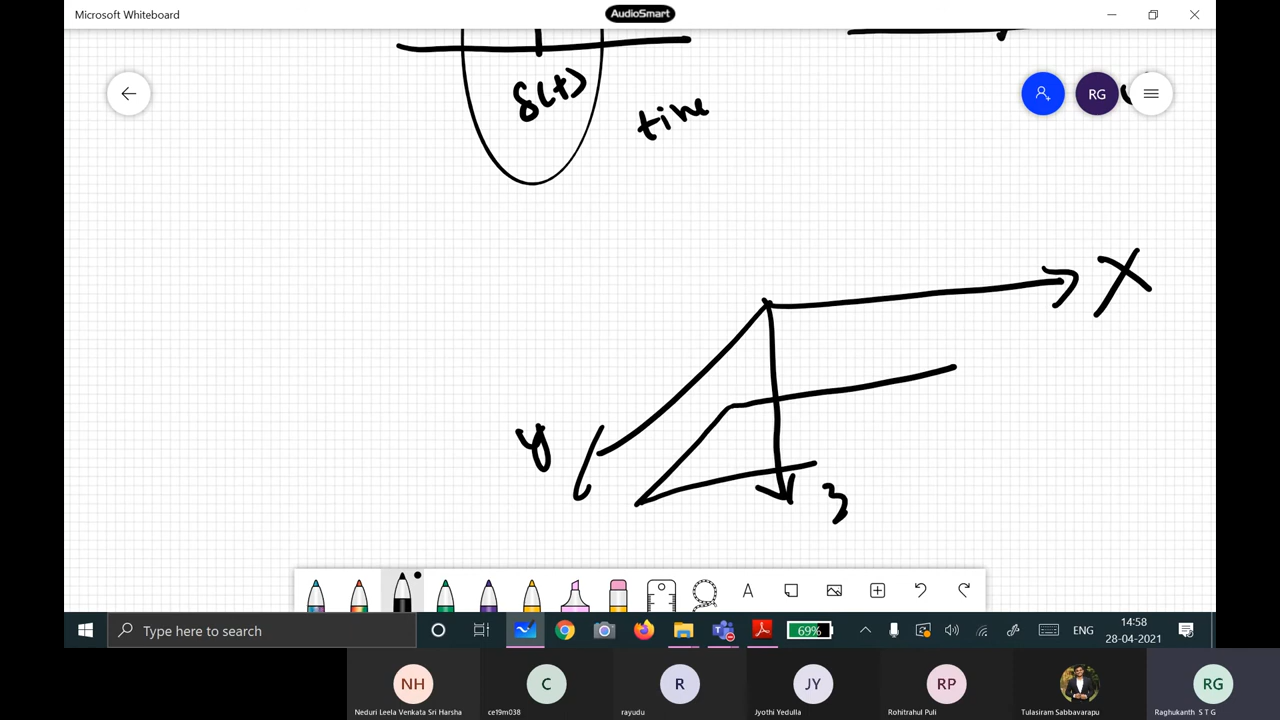 Microsoft Whiteboard
AudioSmart
δ(t)
time
RG
X
y
z
A
Type here to search
69%
ENG
14:58
28-04-2021
NH
C
R
JY
RP
RG
Neduri Leela Venkata Sri Harsha
ce19m038
rayudu
Jyothi Yedulla
Rohitrahul Puli
Tulasiram Sabbavarapu
Raghukanth S T G